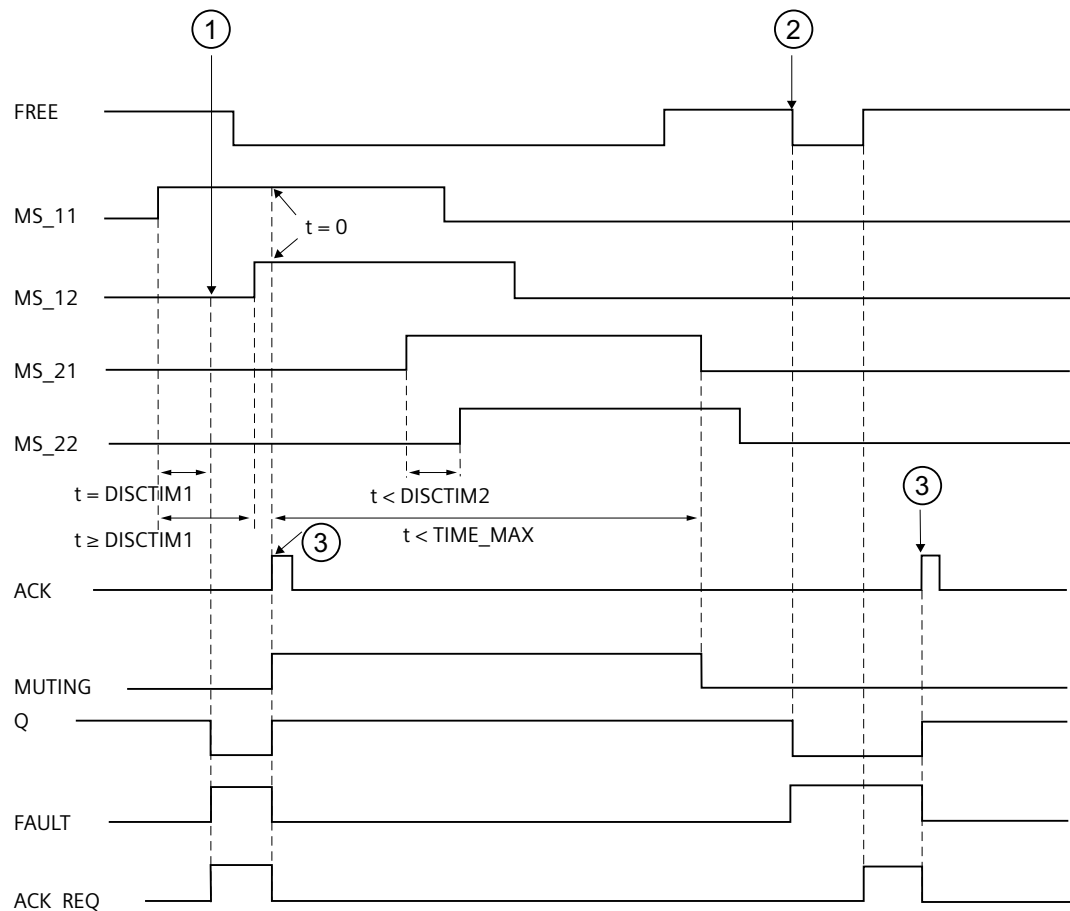 ①
②
FREE
MS_11
t = 0
MS_12
MS_21
MS_22
t = DISCTIM1
t < DISCTIM2
③
t ≥ DISCTIM1
③
t < TIME_MAX
ACK
MUTING
Q
FAULT
ACK_REQ